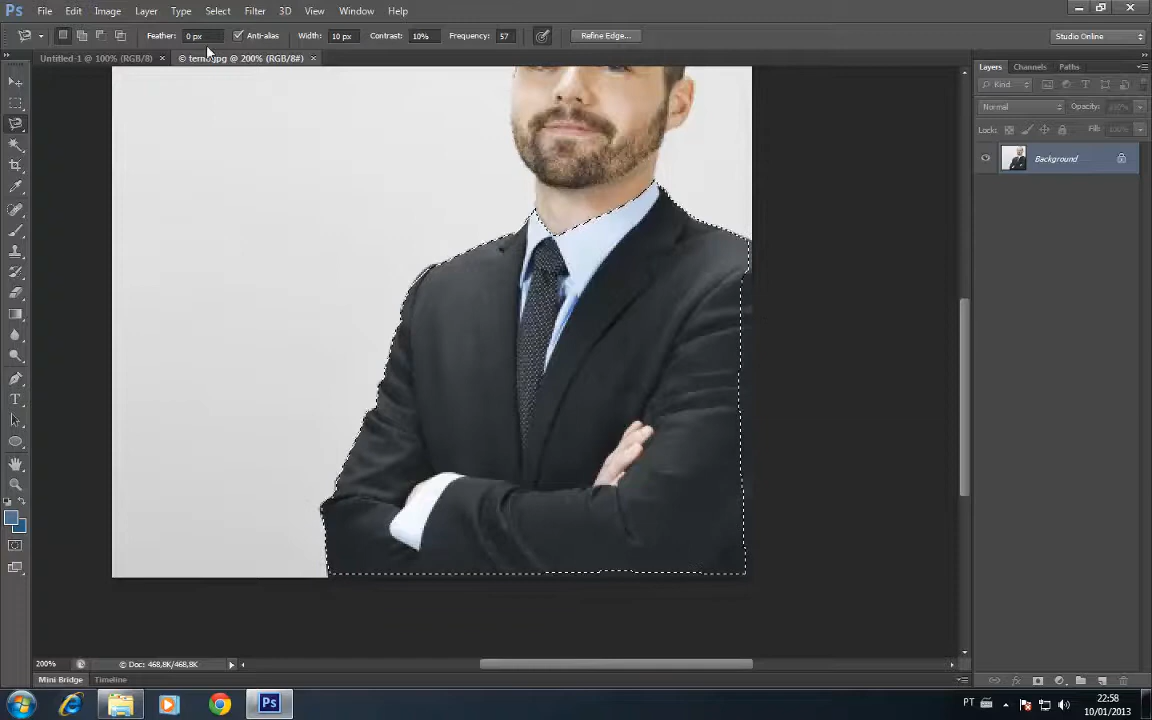 Ps File Edit Image Layer Type Select Filter 3D View Window Help
Feather: 0 px Anti-alias Width: 10 px Contrast: 10% Frequency: 57 Refine Edge... Studio Online
Untitled-1 @ 100% (RGB/8) × @ 200% (RGB/8#) ×
Layers Channels Paths
Kind
Normal Opacity:
Lock: Fill:
Background
200% Doc: 468,8K/468,8K
Mini Bridge Timeline
Ps PT 22:58
10/01/2013